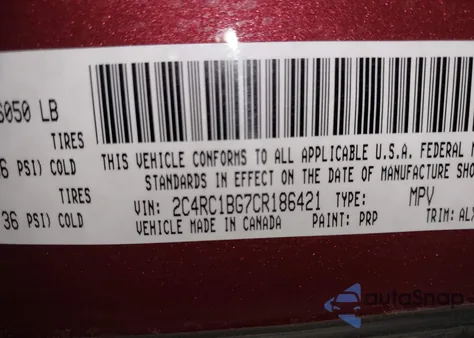 6050 LB
TIRES
6 PSI) COLD
TIRES
36 PSI) COLD
THIS VEHICLE CONFORMS TO ALL APPLICABLE U.S.A. FEDERAL M
STANDARDS IN EFFECT ON THE DATE OF MANUFACTURE SHO
VIN: 2C4RC1BG7CR186421 TYPE: MPV
VEHICLE MADE IN CANADA PAINT: PRP TRIM: ALX
autoSnap